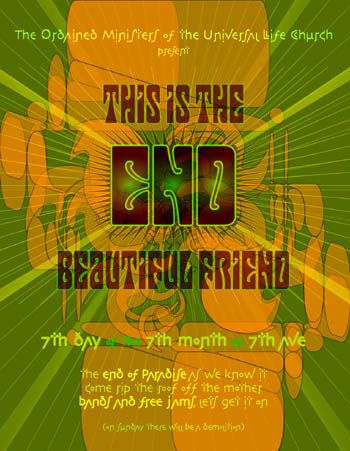 The Ordained Ministers of the Universal Life Church
present
THIS IS THE
END
BEAUTIFUL FRIEND
7th day of the 7th month on 7th ave
the end of Paradise as we know it
come rip the roof off the mother
bands and free jams, let's get it on
(on sunday there will be a demolition)